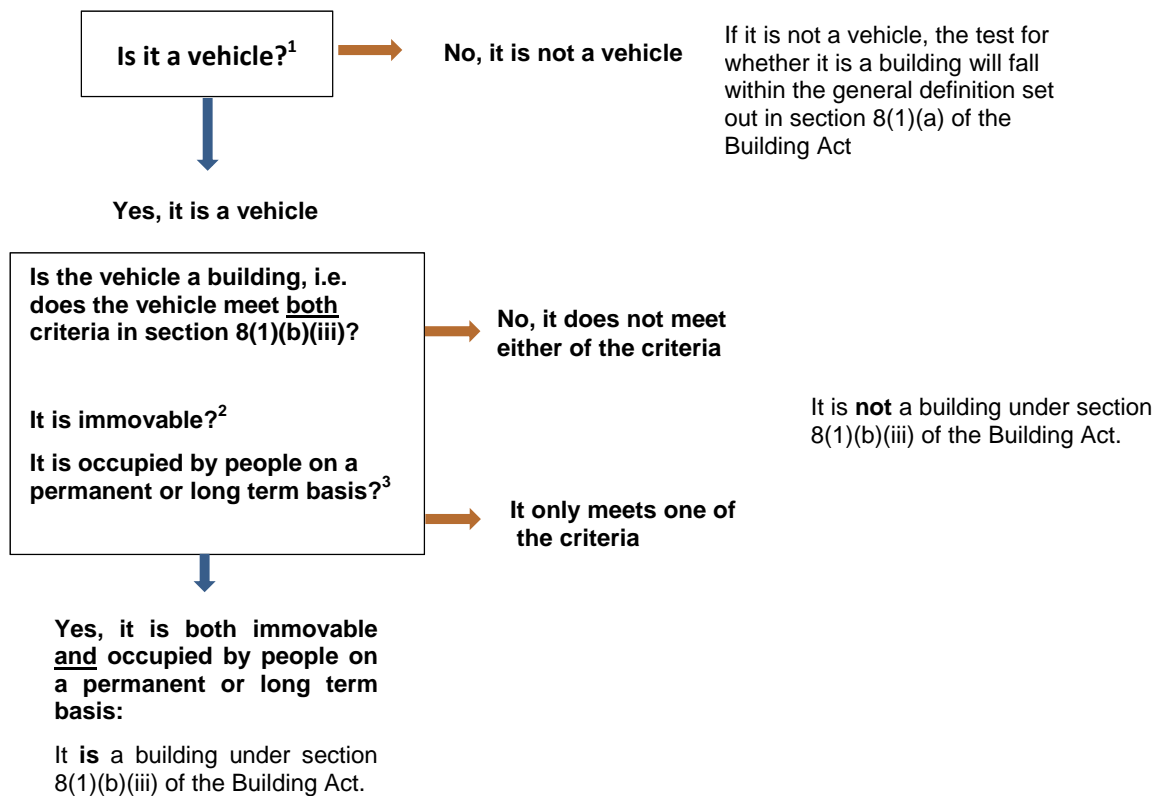 Is it a vehicle?1
No, it is not a vehicle
If it is not a vehicle, the test for
whether it is a building will fall
within the general definition set
out in section 8(1)(a) of the
Building Act
Yes, it is a vehicle
Is the vehicle a building, i.e.
does the vehicle meet both
criteria in section 8(1)(b)(iii)?
It is immovable?2
It is occupied by people on a
permanent or long term basis?3
No, it does not meet
either of the criteria
It only meets one of
the criteria
It is not a building under section
8(1)(b)(iii) of the Building Act.
Yes, it is both immovable
and occupied by people on
a permanent or long term
basis:
It is a building under section
8(1)(b)(iii) of the Building Act.